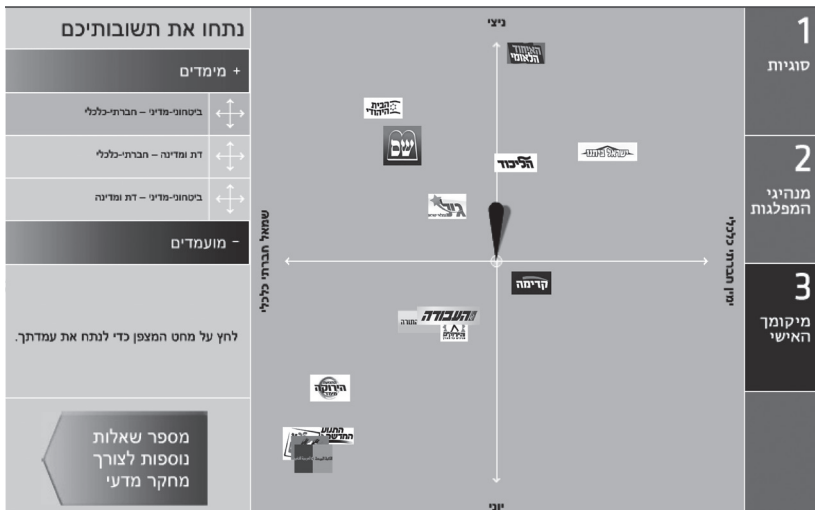 1
סוגיות
2
מנהיגי
המפלגות
3
מיקומך
האישי
ניצי
האיחוד
הלאומי
הבית
היהודי
שס
הליכוד
ישראל ביתנו
גיל
ימין חברתי כלכלי
שמאל חברתי כלכלי
קדימה
העבודה
התורה
הירוקה
התנועה
החדשה
יוני
נתחו את תשובותיכם
+ מימדים
ביטחוני-מדיני – חברתי-כלכלי
דת ומדינה – חברתי-כלכלי
ביטחוני-מדיני – דת ומדינה
- מועמדים
לחץ על מחט המצפן כדי לנתח את עמדתך.
מספר שאלות
נוספות לצורך
מחקר מדעי